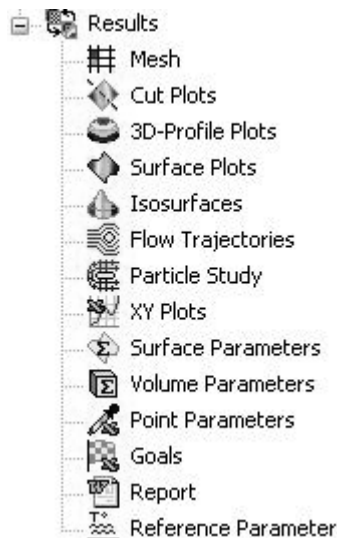 Results
Mesh
Cut Plots
3D-Profile Plots
Surface Plots
Isosurfaces
Flow Trajectories
Particle Study
XY Plots
Surface Parameters
Volume Parameters
Point Parameters
Goals
Report
Reference Parameter